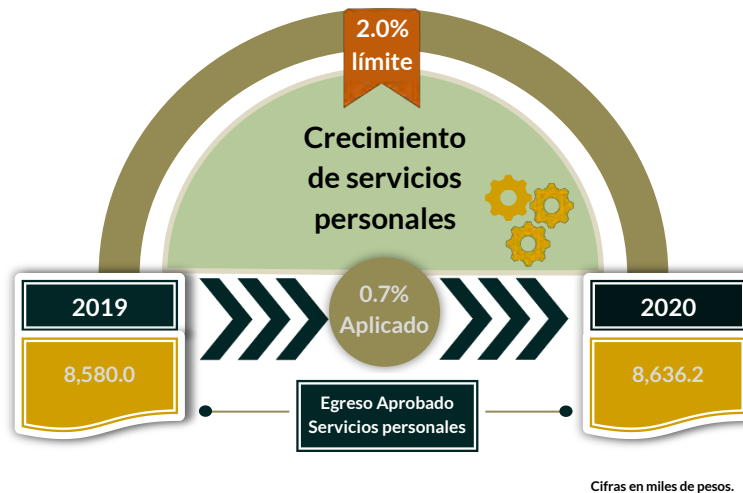 2.0%
límite
Crecimiento
de servicios
personales
2019
0.7%
Aplicado
2020
8,580.0
8,636.2
Egreso Aprobado
Servicios personales
Cifras en miles de pesos.